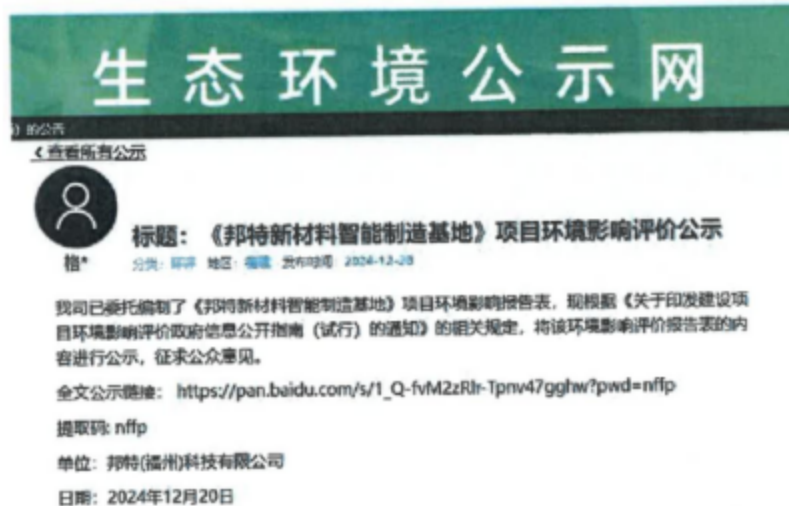 生态环境公示网
的公告
查看所有公示
格*
标题：《邦特新材料智能制造基地》项目环境影响评价公示
分类：环评 地区：福建 发布时间：2024-12-20
我司已委托编制了《邦特新材料智能制造基地》项目环境影响报告表，现根据《关于印发建设项
目环境影响评价政府信息公开指南（试行）的通知》的相关规定，将该环境影响评价报告表的内
容进行公示，征求公众意见。
全文公示链接： https://pan.baidu.com/s/1_Q-fvM2zRlr-Tpnv47gghw?pwd=nffp
提取码: nffp
单位：邦特(福州)科技有限公司
日期：2024年12月20日